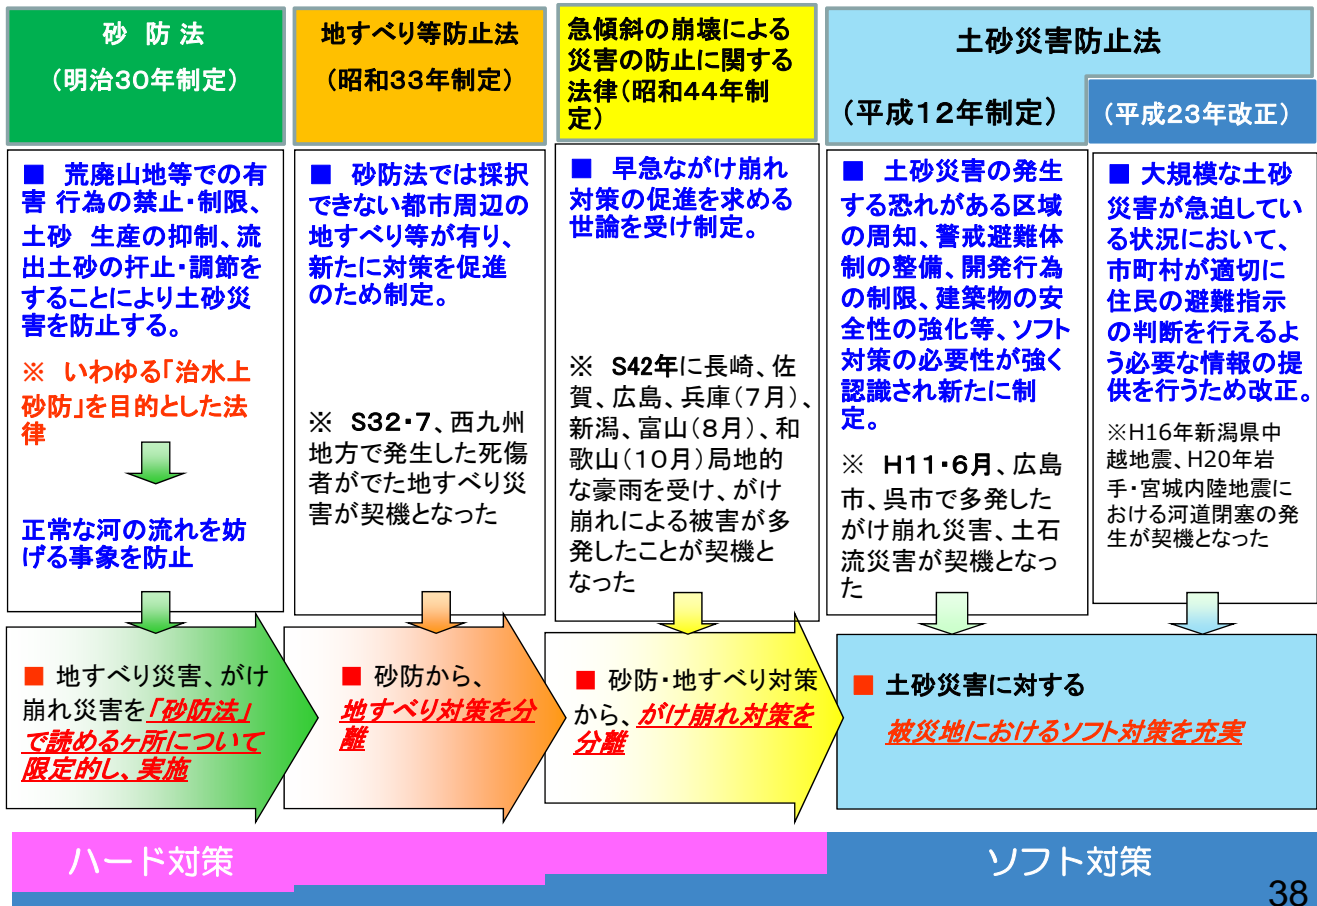 砂 防 法
(明治30年制定)
■ 荒廃山地等での有
害 行為の禁止・制限、
土砂 生産の抑制、流
出土砂の扞止・調節を
することにより土砂災
害を防止する。
※ いわゆる「治水上
砂防」を目的とした法
律
正常な河の流れを妨
げる事象を防止
■ 地すべり災害、がけ
崩れ災害を「砂防法」
で読めるヶ所について
限定的し、実施
地すべり等防止法
(昭和33年制定)
■ 砂防法では採択
できない都市周辺の
地すべり等が有り、
新たに対策を促進
のため制定。
※ S32・7、西九州
地方で発生した死傷
者がでた地すべり災
害が契機となった
■ 砂防から、
地すべり対策を分
離
急傾斜の崩壊による
災害の防止に関する
法律(昭和44年制
定)
■ 早急ながけ崩れ
対策の促進を求める
世論を受け制定。
※ S42年に長崎、佐
賀、広島、兵庫(7月)、
新潟、富山(8月)、和
歌山(10月)局地的
な豪雨を受け、がけ
崩れによる被害が多
発したことが契機と
なった
■ 砂防・地すべり対策
から、がけ崩れ対策を
分離
土砂災害防止法
(平成12年制定)
■ 土砂災害の発生
する恐れがある区域
の周知、警戒避難体
制の整備、開発行為
の制限、建築物の安
全性の強化等、ソフト
対策の必要性が強く
認識され新たに制
定。
※ H11・6月、広島
市、呉市で多発した
がけ崩れ災害、土石
流災害が契機となっ
た
(平成23年改正)
■ 大規模な土砂
災害が急迫してい
る状況において、
市町村が適切に
住民の避難指示
の判断を行えるよ
う必要な情報の提
供を行うため改正。
※H16年新潟県中
越地震、H20年岩
手・宮城内陸地震に
おける河道閉塞の発
生が契機となった
■ 土砂災害に対する
被災地におけるソフト対策を充実
ハード対策
ソフト対策
38